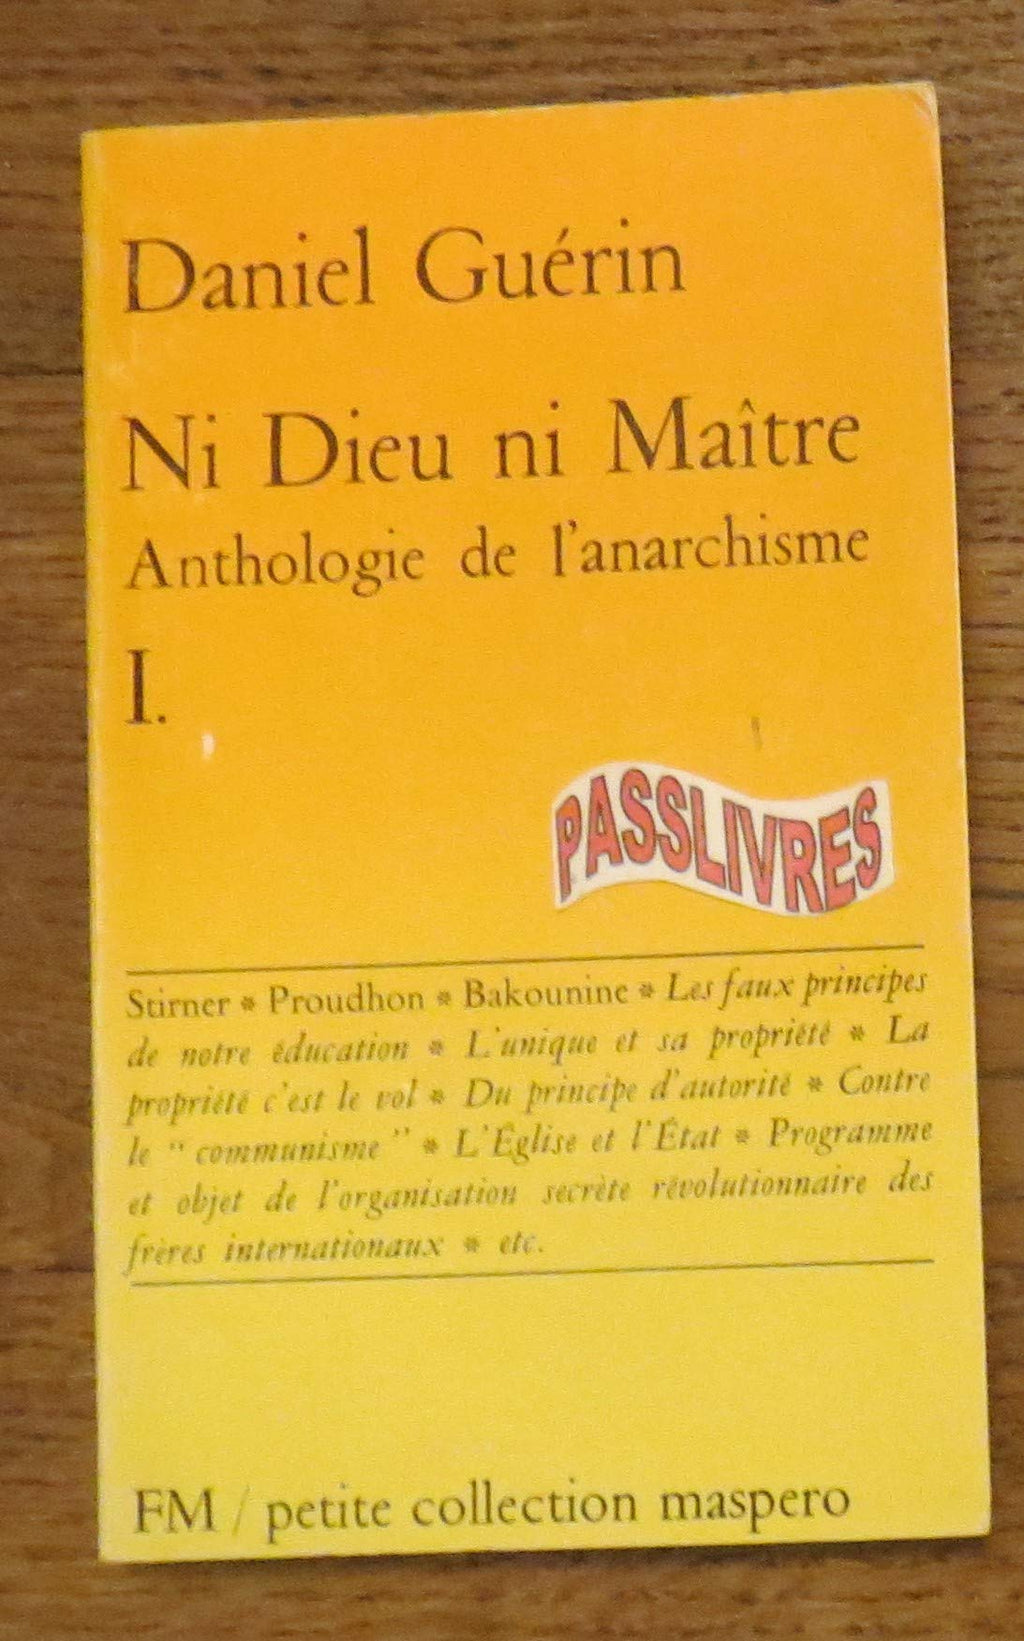 Daniel Guérin
Ni Dieu ni Maître
Anthologie de l'anarchisme
I.
PASSLIVRES
Stirner * Proudhon * Bakounine * Les faux principes
de notre éducation * L'unique et sa propriété * La
propriété c'est le vol * Du principe d'autorité * Contre
le " communisme " * L'Église et l'État * Programme
et objet de l'organisation secrète révolutionnaire des
frères internationaux * etc.
FM / petite collection maspero